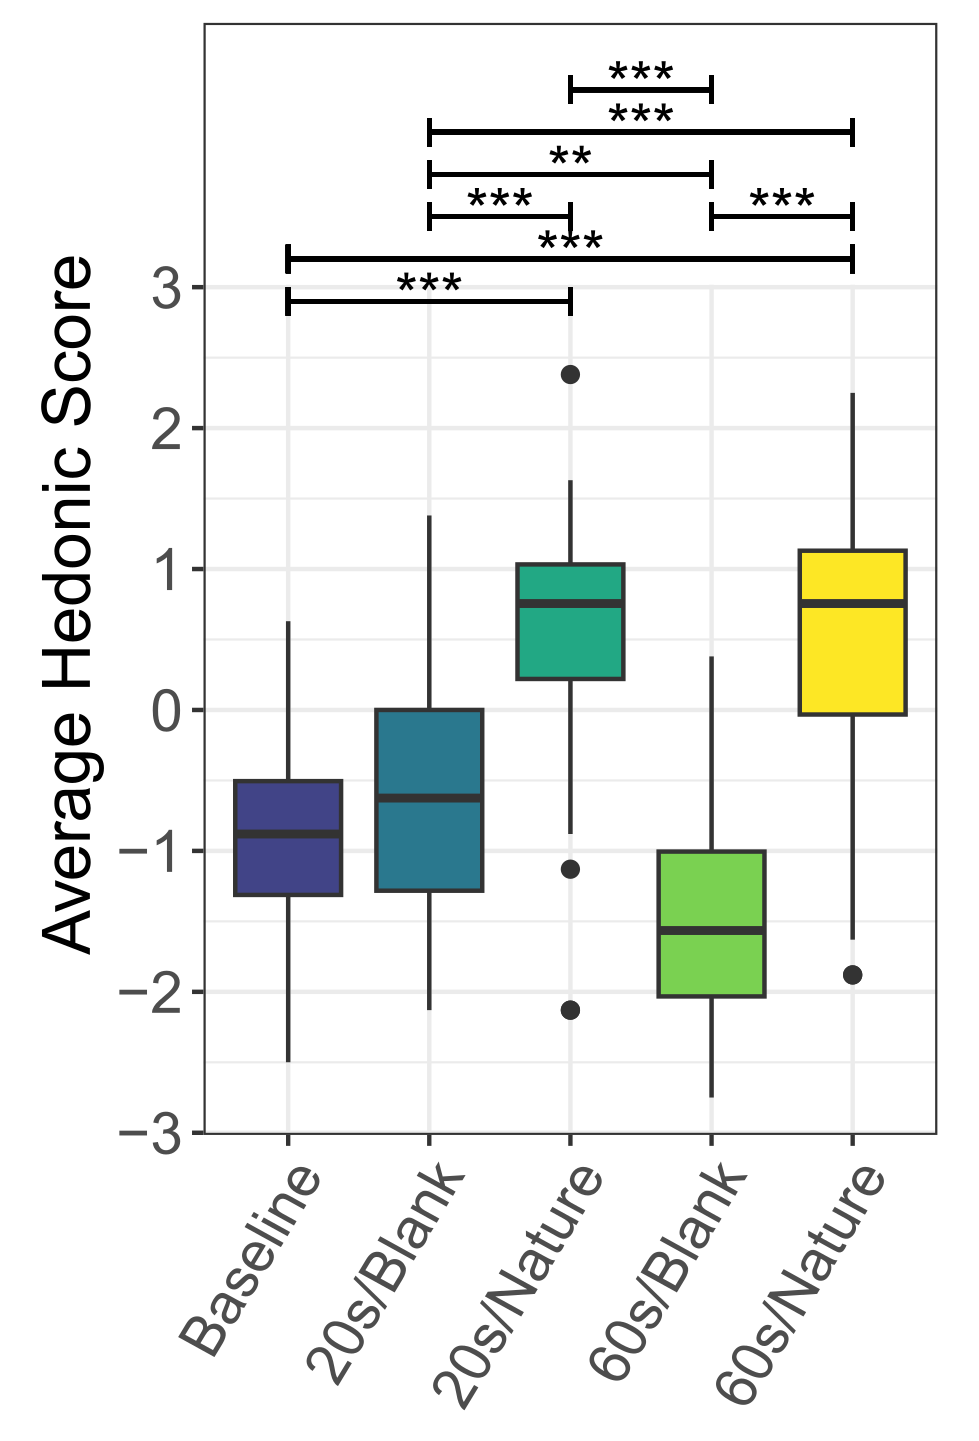 ***
***
**
*** ***
***
***
Average Hedonic Score
3
2
1
0
−1
−2
−3
Baseline
20s/Blank
20s/Nature
60s/Blank
60s/Nature